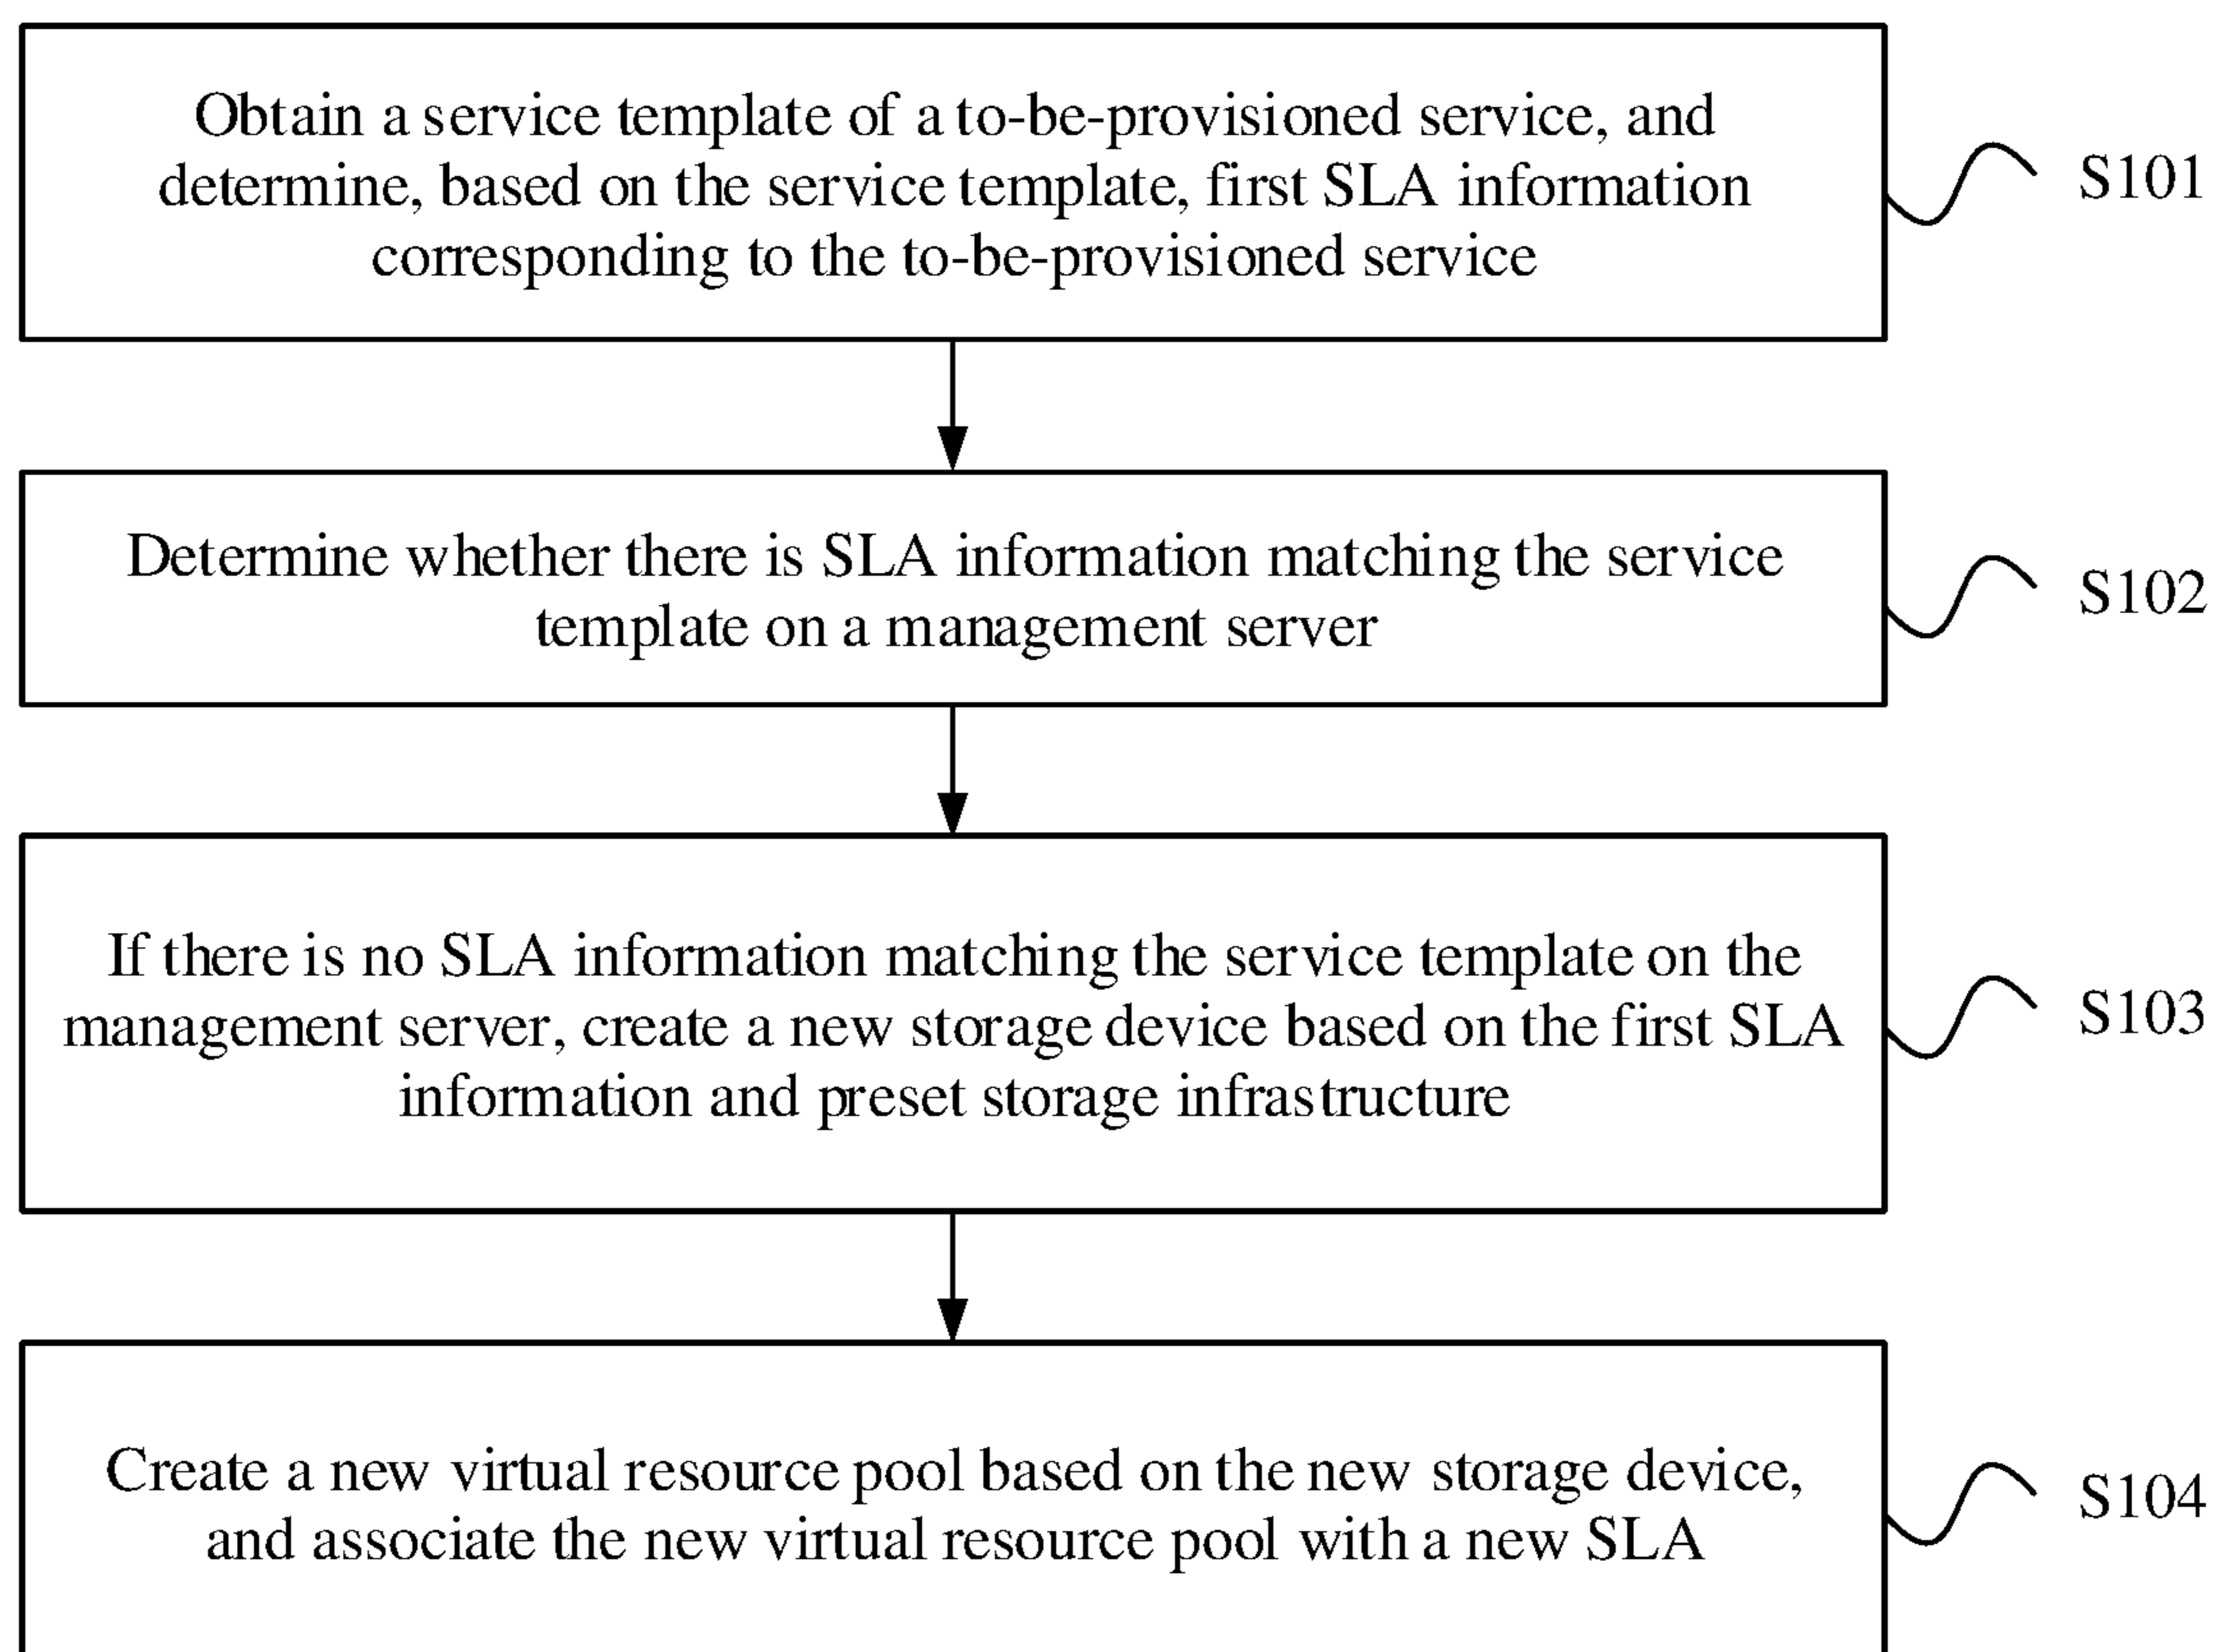 Obtain a service template of a to-be-provisioned service, and
determine, based on the service template, first SLA information
corresponding to the to-be-provisioned service
S101
Determine whether there is SLA information matching the service
template on a management server
S102
If there is no SLA information matching the service template on the
management server, create a new storage device based on the first SLA
information and preset storage infrastructure
S103
Create a new virtual resource pool based on the new storage device,
and associate the new virtual resource pool with a new SLA
S104